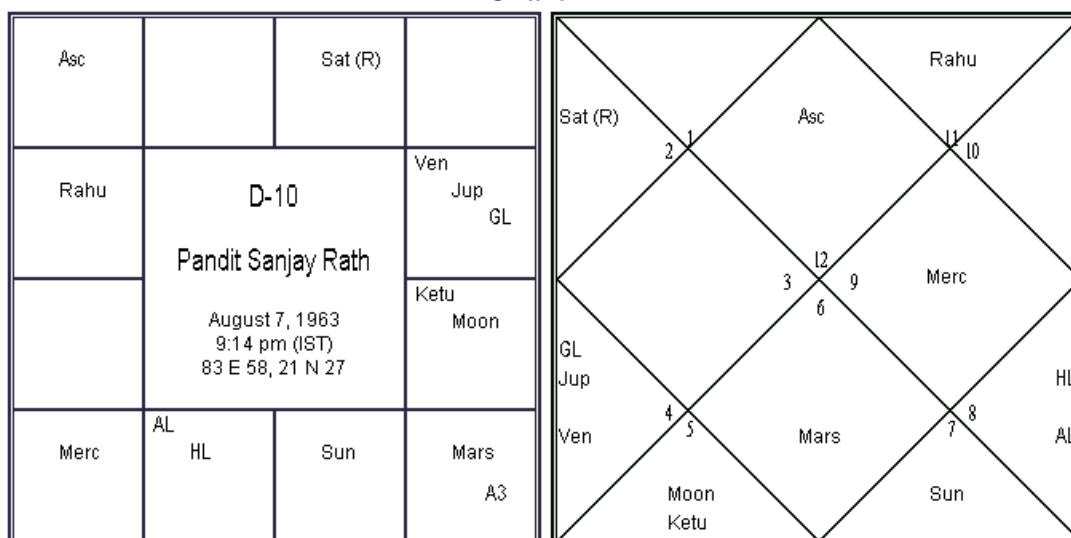 Asc
Sat (R)
Rahu
D-10
Pandit Sanjay Rath
August 7, 1963
9:14 pm (IST)
83 E 58, 21 N 27
Ven
Jup
GL
Ketu
Moon
Merc
AL
HL
Sun
Mars
A3
Rahu
Sat (R)
Asc
1
11
2
10
12
3
9
6
Merc
GL
Jup
HL
4
8
5
7
Ven
Mars
AL
Moon
Sun
Ketu